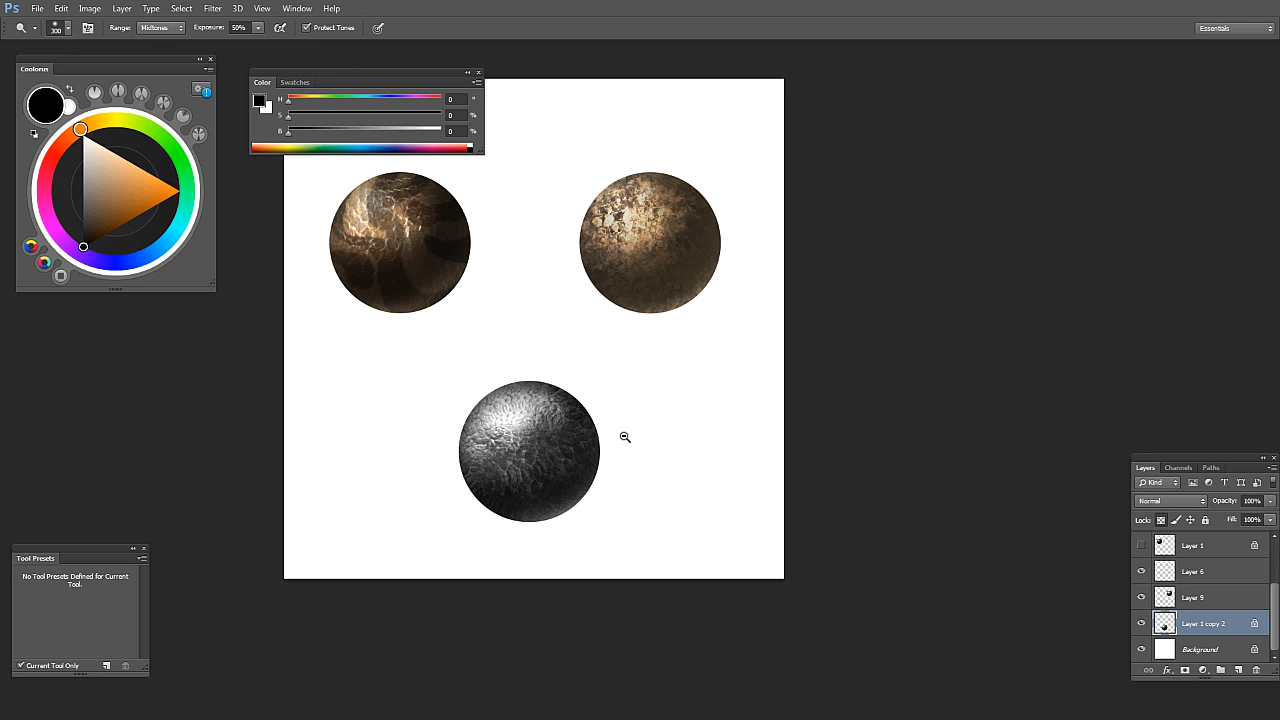 Ps File Edit Image Layer Type Select Filter 3D View Window Help
300 Range: Midtones Exposure: 50% Protect Tones Essentials
Coolorus
Color Swatches
H 0 °
S 0 %
B 0 %
Tool Presets
No Tool Presets Defined for Current
Tool.
Current Tool Only
Layers Channels Paths
Kind
Normal Opacity: 100%
Lock: Fill: 100%
Layer 1
Layer 6
Layer 9
Layer 1 copy 2
Background